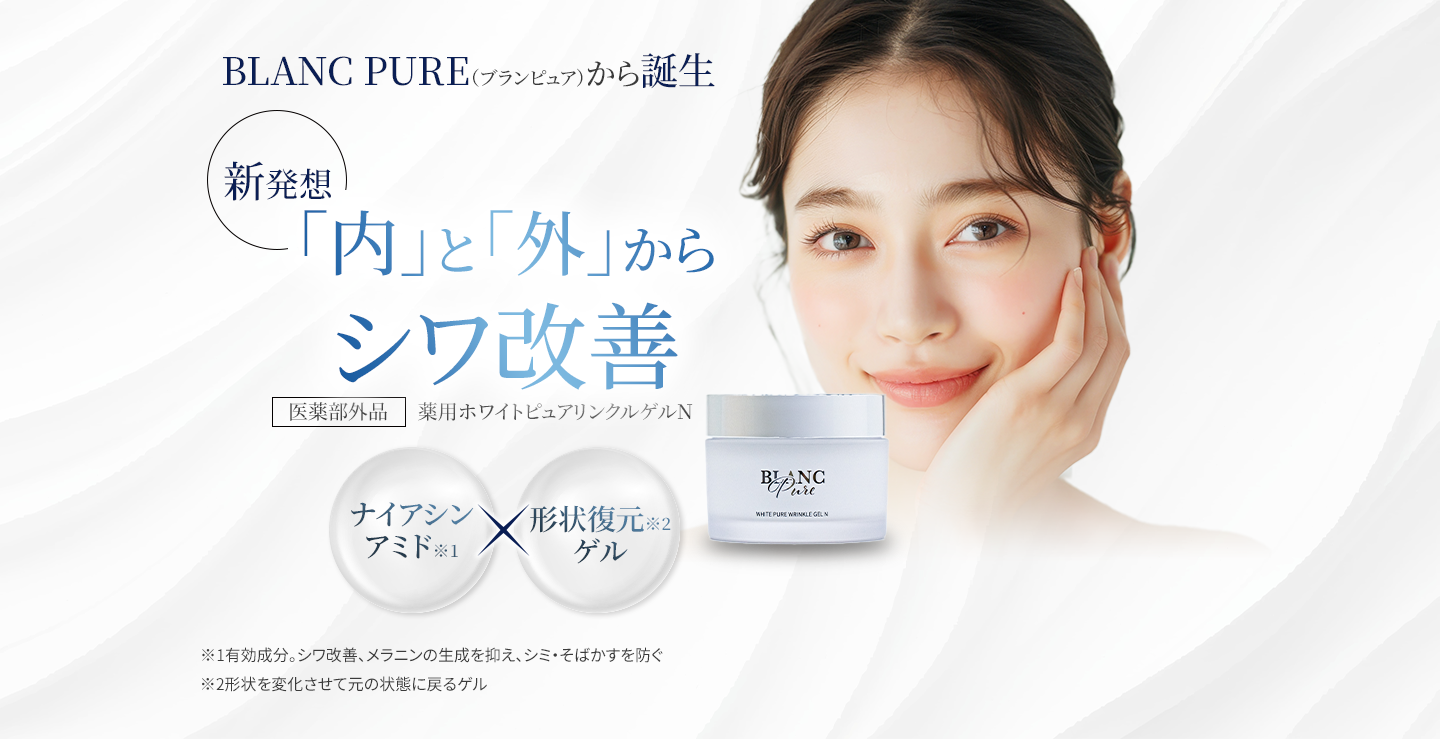 BLANC PURE（ブランピュア）から誕生
新発想
「内」と「外」から
シワ改善
医薬部外品 薬用ホワイトピュアリンクルゲルN
ナイアシン
アミド※1
×
形状復元※2
ゲル
BLANC
Pure
WHITE PURE WRINKLE GEL N
※1有効成分。シワ改善、メラニンの生成を抑え、シミ・そばかすを防ぐ
※2形状を変化させて元の状態に戻るゲル